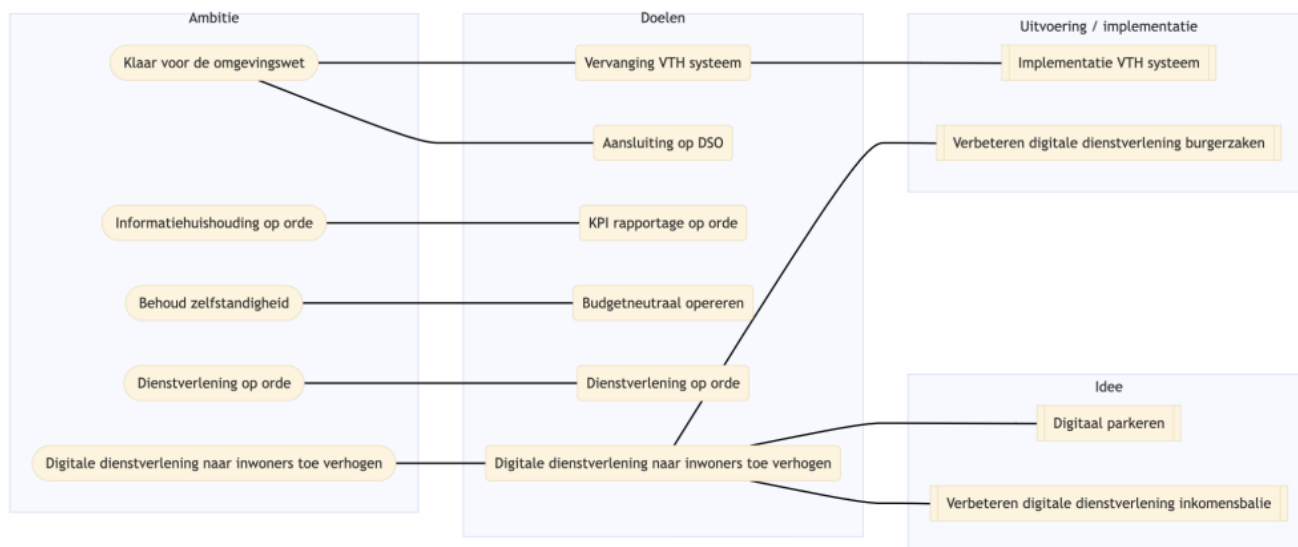 Ambitie
Klaar voor de omgevingswet
Informatiehuishouding op orde
Behoud zelfstandigheid
Dienstverlening op orde
Digitale dienstverlening naar inwoners toe verhogen
Doelen
Vervanging VTH systeem
Aansluiting op DSO
KPI rapportage op orde
Budgetneutraal opereren
Dienstverlening op orde
Digitale dienstverlening naar inwoners toe verhogen
Uitvoering / implementatie
Implementatie VTH systeem
Verbeteren digitale dienstverlening burgerzaken
Idee
Digitaal parkeren
Verbeteren digitale dienstverlening inkomensbalie